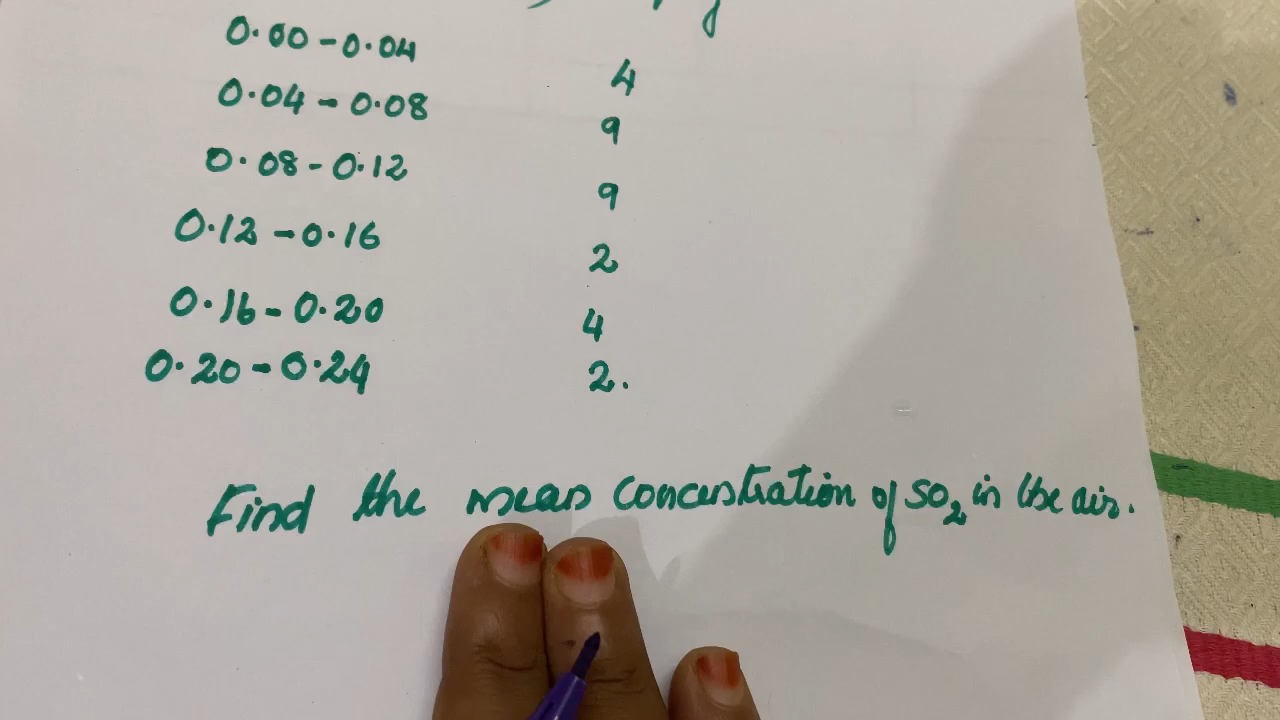 0.00 - 0.04 4
0.04 - 0.08 9
0.08 - 0.12 9
0.12 - 0.16 2
0.16 - 0.20 4
0.20 - 0.24 2.
Find the mean concentration of SO2 in the air.